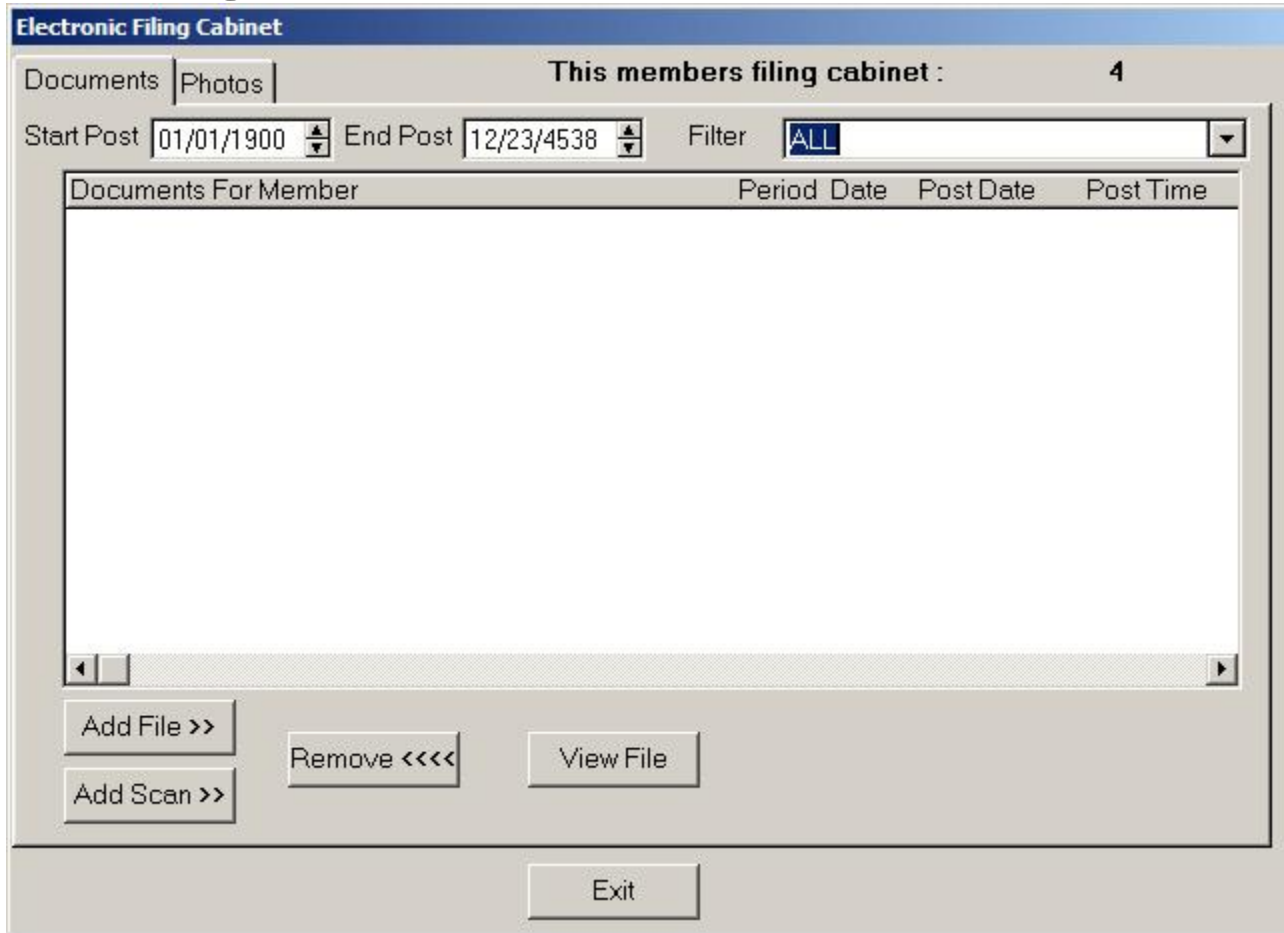 Electronic Filing Cabinet
Documents Photos This members filing cabinet : 4
Start Post 01/01/1900 End Post 12/23/4538 Filter ALL
Documents For Member Period Date Post Date Post Time
Add File >>
Remove <<<< View File
Add Scan >>
Exit